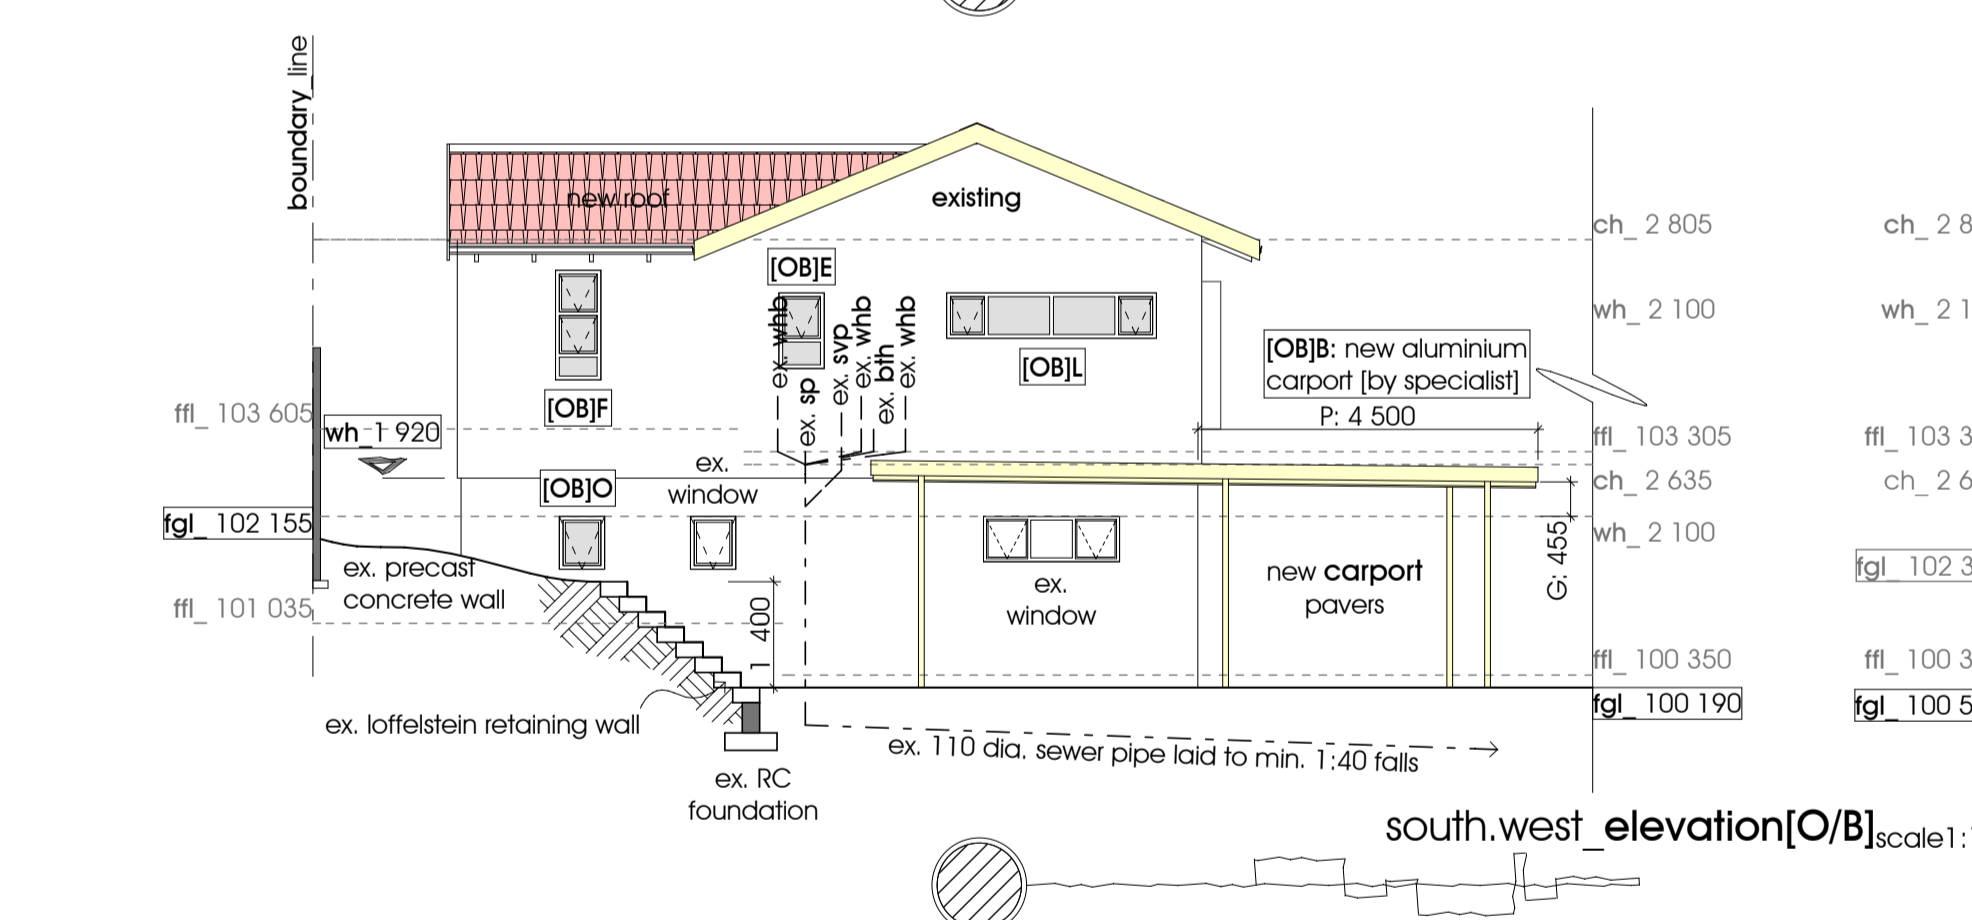 boundary_line
new roof
existing
ch_ 2 805
ch_ 2 8
[OB]E
wh_ 2 100
wh_ 2 1
ex. whb
ex. sp
ex. svp
ex. whb
ex. bth
ex. whb
[OB]B: new aluminium
carport [by specialist]
[OB]L
[OB]F
P: 4 500
ffl_ 103 605
wh_1 920
ffl_ 103 305
ffl_ 103 3
ex.
window
ch_ 2 635
ch_ 2 6
[OB]O
fgl_ 102 155
wh_ 2 100
G: 455
ex. precast
concrete wall
new carport
pavers
fgl_ 102 3
ex.
window
ffl_ 101 035
1 400
ffl_ 100 350
ffl_ 100 3
fgl_ 100 190
fgl_ 100 5
ex. loffelstein retaining wall
ex. 110 dia. sewer pipe laid to min. 1:40 falls
ex. RC
foundation
south.west_elevation[O/B]scale1: